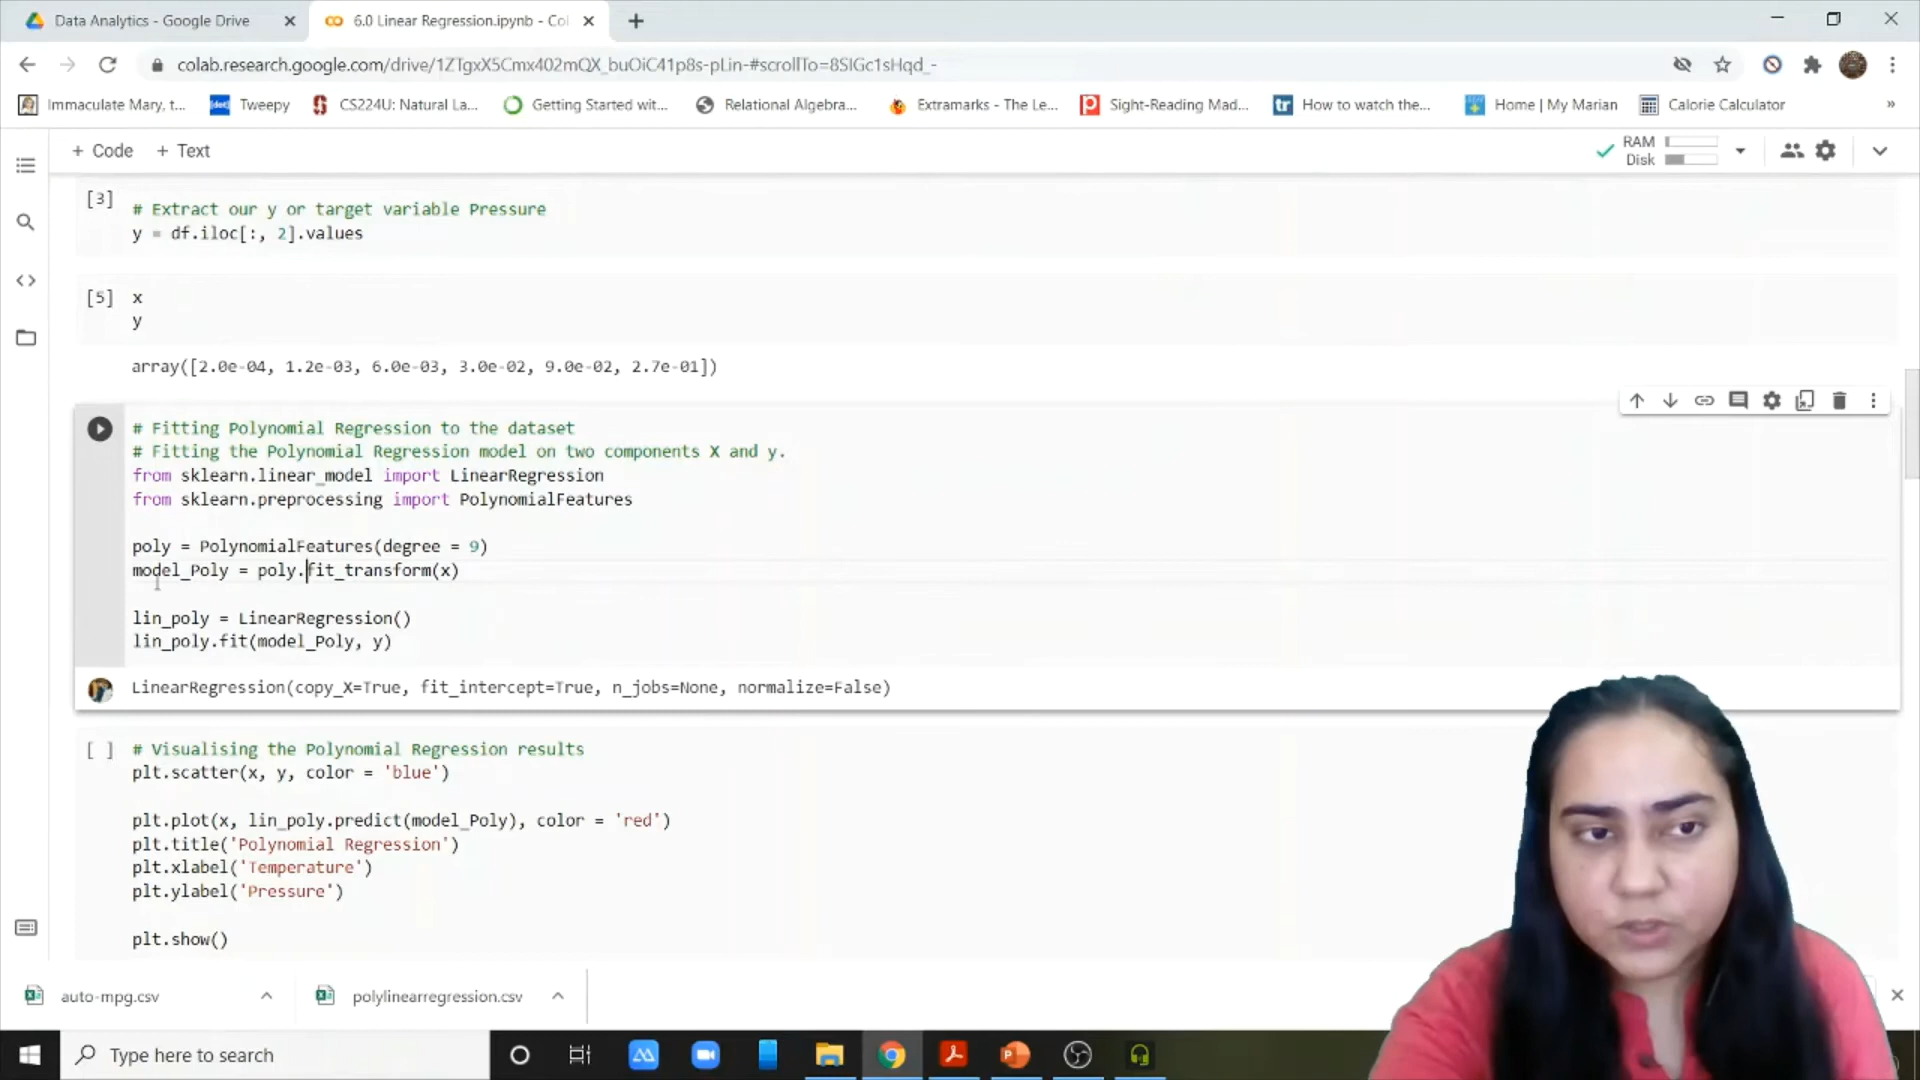 Data Analytics - Google Drive
6.0 Linear Regression.ipynb - Col
colab.research.google.com/drive/1ZTgxX5Cmx402mQX_buOiC41p8s-pLin-#scrollTo=8SIGc1sHqd_-
Immaculate Mary, t...
Tweepy
CS224U: Natural La...
Getting Started wit...
Relational Algebra...
Extramarks - The Le...
Sight-Reading Mad...
How to watch the...
Home | My Marian
Calorie Calculator
»
+ Code + Text
RAM
Disk
[3]
# Extract our y or target variable Pressure
y = df.iloc[:, 2].values
[5] x
y
array([2.0e-04, 1.2e-03, 6.0e-03, 3.0e-02, 9.0e-02, 2.7e-01])
# Fitting Polynomial Regression to the dataset
# Fitting the Polynomial Regression model on two components X and y.
from sklearn.linear_model import LinearRegression
from sklearn.preprocessing import PolynomialFeatures
poly = PolynomialFeatures(degree = 9)
model_Poly = poly.fit_transform(x)
lin_poly = LinearRegression()
lin_poly.fit(model_Poly, y)
LinearRegression(copy_X=True, fit_intercept=True, n_jobs=None, normalize=False)
[ ] # Visualising the Polynomial Regression results
plt.scatter(x, y, color = 'blue')
plt.plot(x, lin_poly.predict(model_Poly), color = 'red')
plt.title('Polynomial Regression')
plt.xlabel('Temperature')
plt.ylabel('Pressure')
plt.show()
auto-mpg.csv
polylinearregression.csv
Type here to search